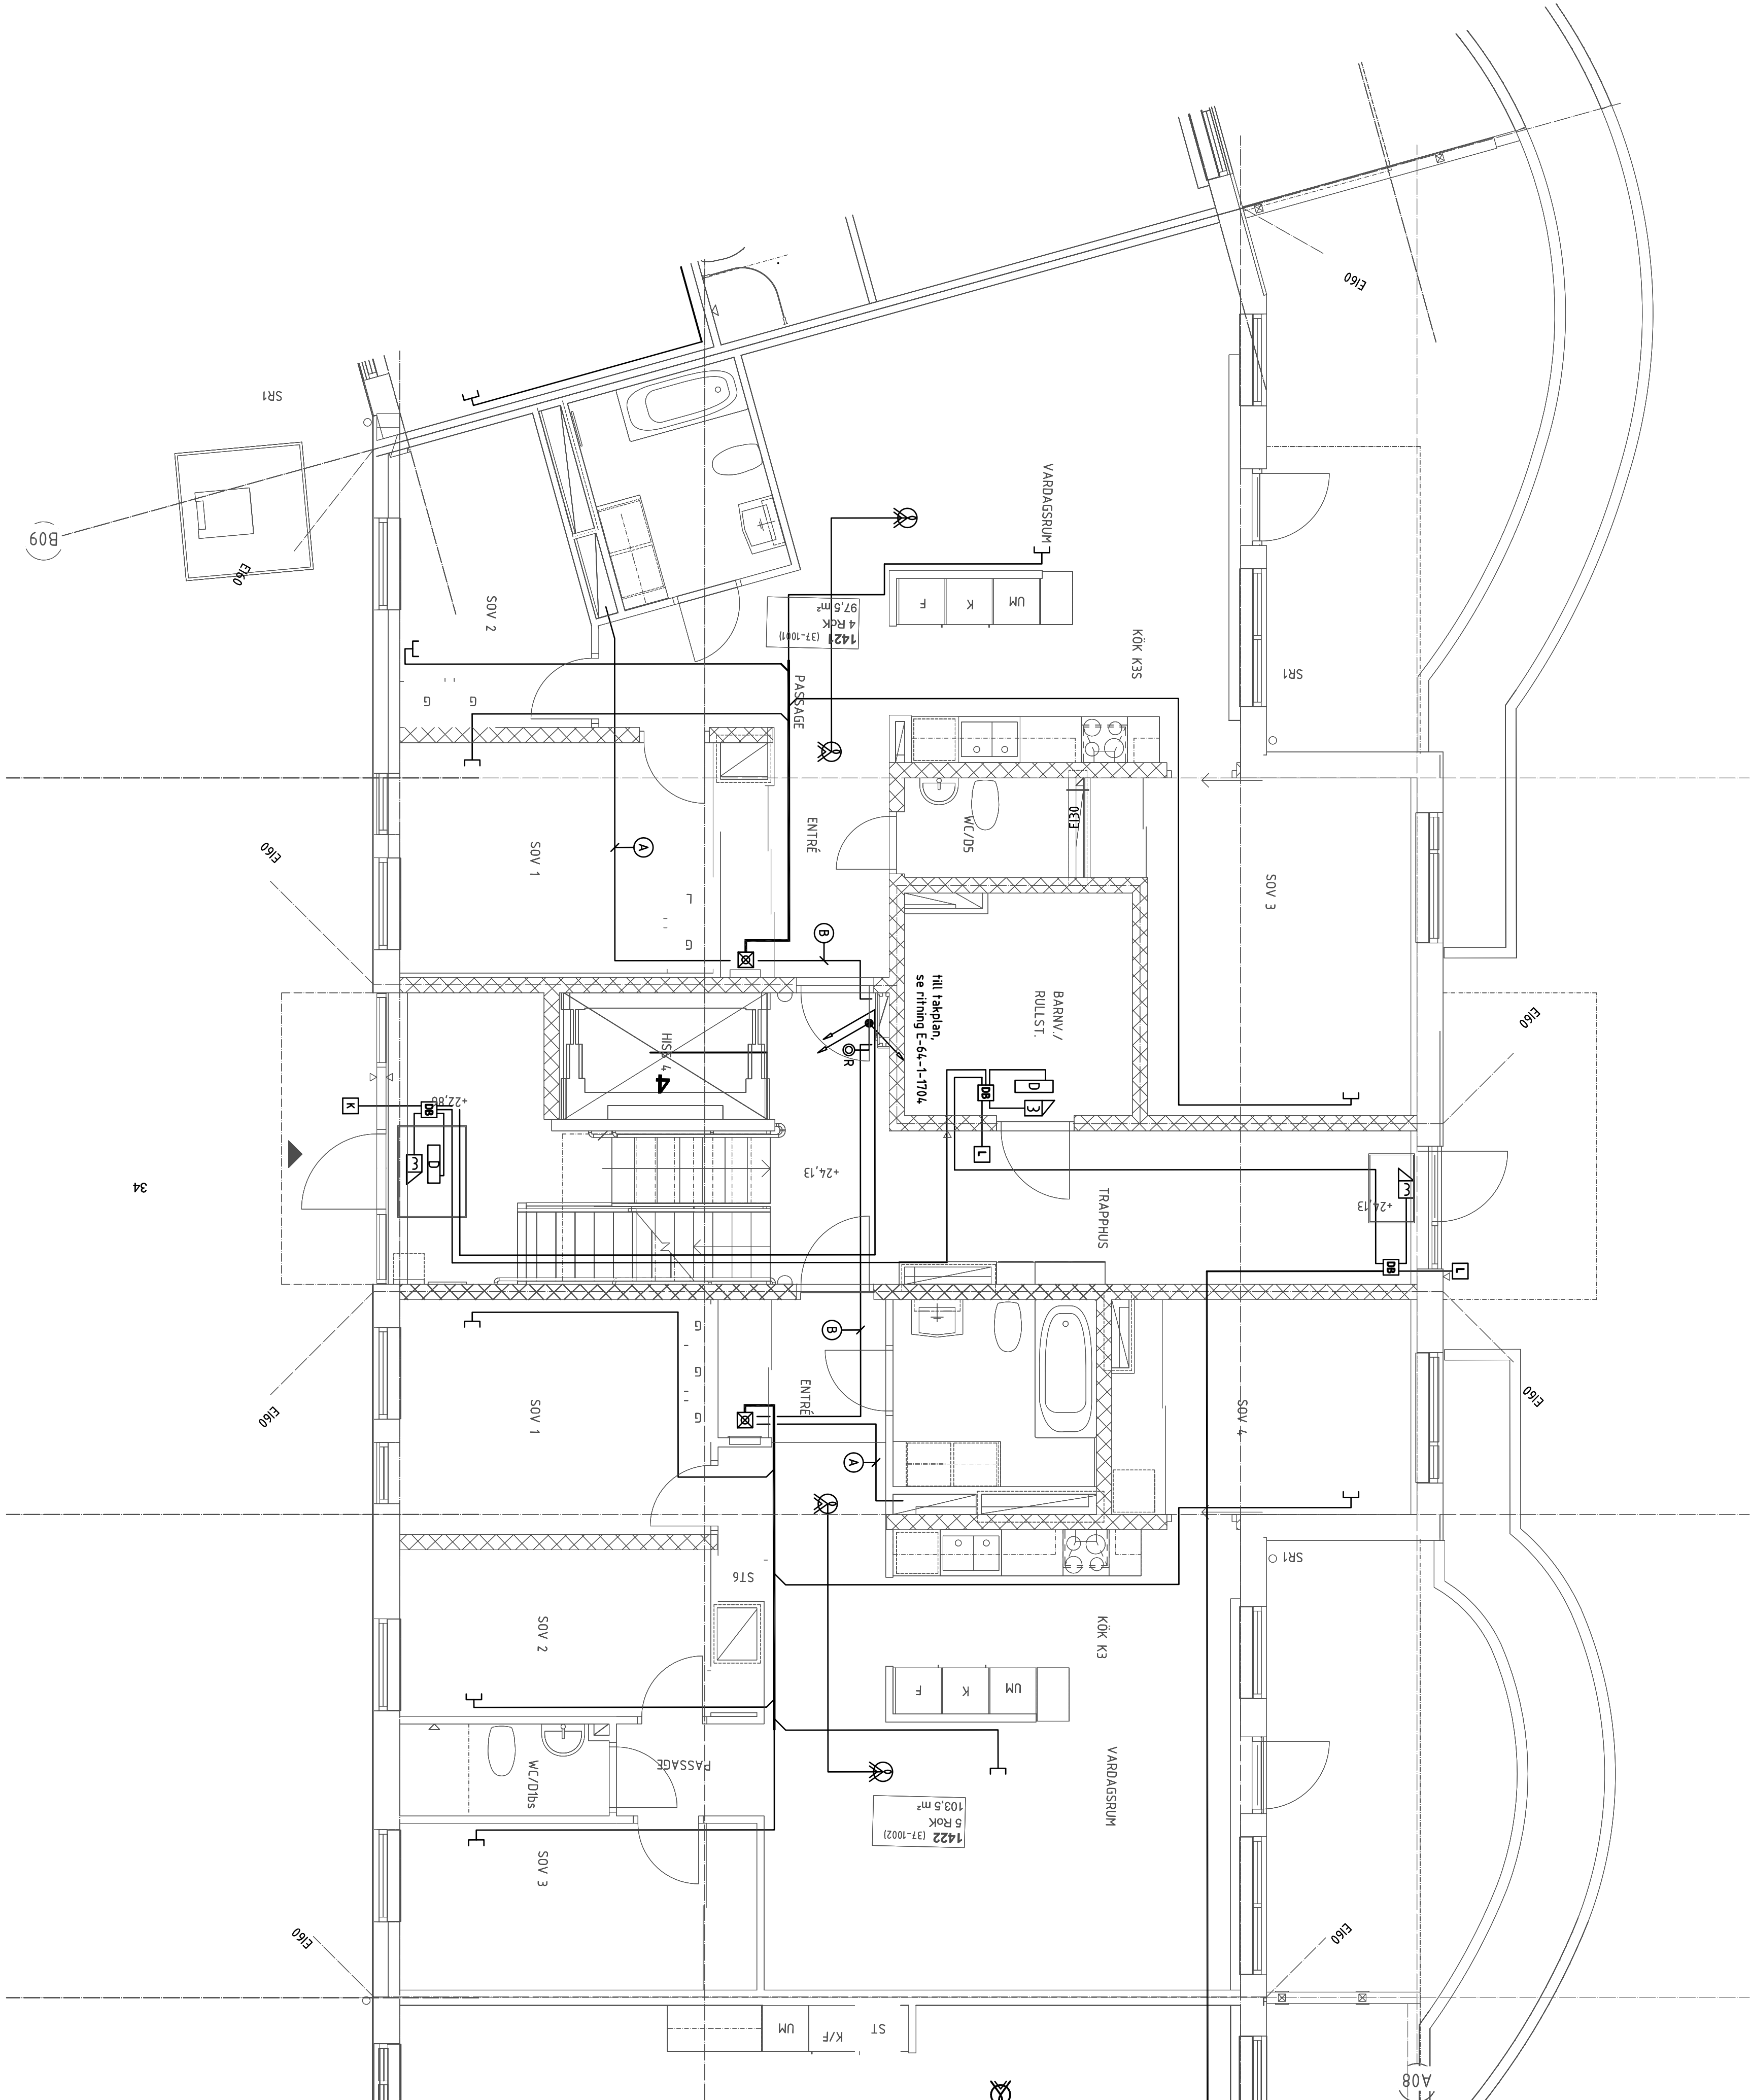 SR1
EI60
B09
EI60
SOV 2
VARDAGSRUM
F
K
UM
1421 (37-1001)
4 RoK
97,5 m²
KÖK K3S
SR1
G
G
PASSAGE
EI30
WC/D5
ENTRÉ
EI60
SOV 1
A
L
G
SOV 3
B
till takplan,
se ritning E-64-1-1704
BARNV./
RULLST.
EI60
HISS 4
4
R
D
DB
3
L
K
DB
+22,80
3
D
34
+24,13
TRAPPHUS
3
+24,13
DB
L
G
G
G
B
ENTRÉ
SOV 1
SOV 4
EI60
EI60
A
SR1
ST6
SOV 2
KÖK K3
F
K
UM
PASSAGE
WC/D1bs
VARDAGSRUM
1422 (37-1002)
5 RoK
103,5 m²
SOV 3
EI60
EI60
UM
K/F
ST
A08